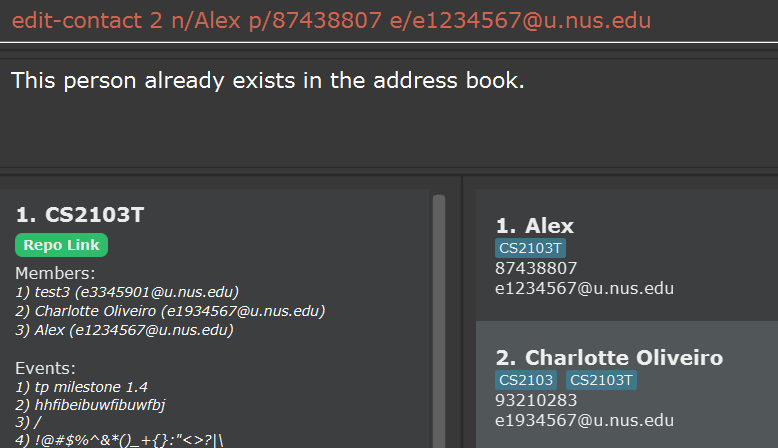 edit-contact 2 n/Alex p/87438807 e/e1234567@u.nus.edu
This person already exists in the address book.
1. CS2103T
Repo Link
Members:
1) test3 (e3345901@u.nus.edu)
2) Charlotte Oliveiro (e1934567@u.nus.edu)
3) Alex (e1234567@u.nus.edu)
Events:
1) tp milestone 1.4
2) hhfibeibuwfibuwfbj
3) /
4) !@#$%^&*()_+{}:"<>?|\
1. Alex
CS2103T
87438807
e1234567@u.nus.edu
2. Charlotte Oliveiro
CS2103 CS2103T
93210283
e1934567@u.nus.edu